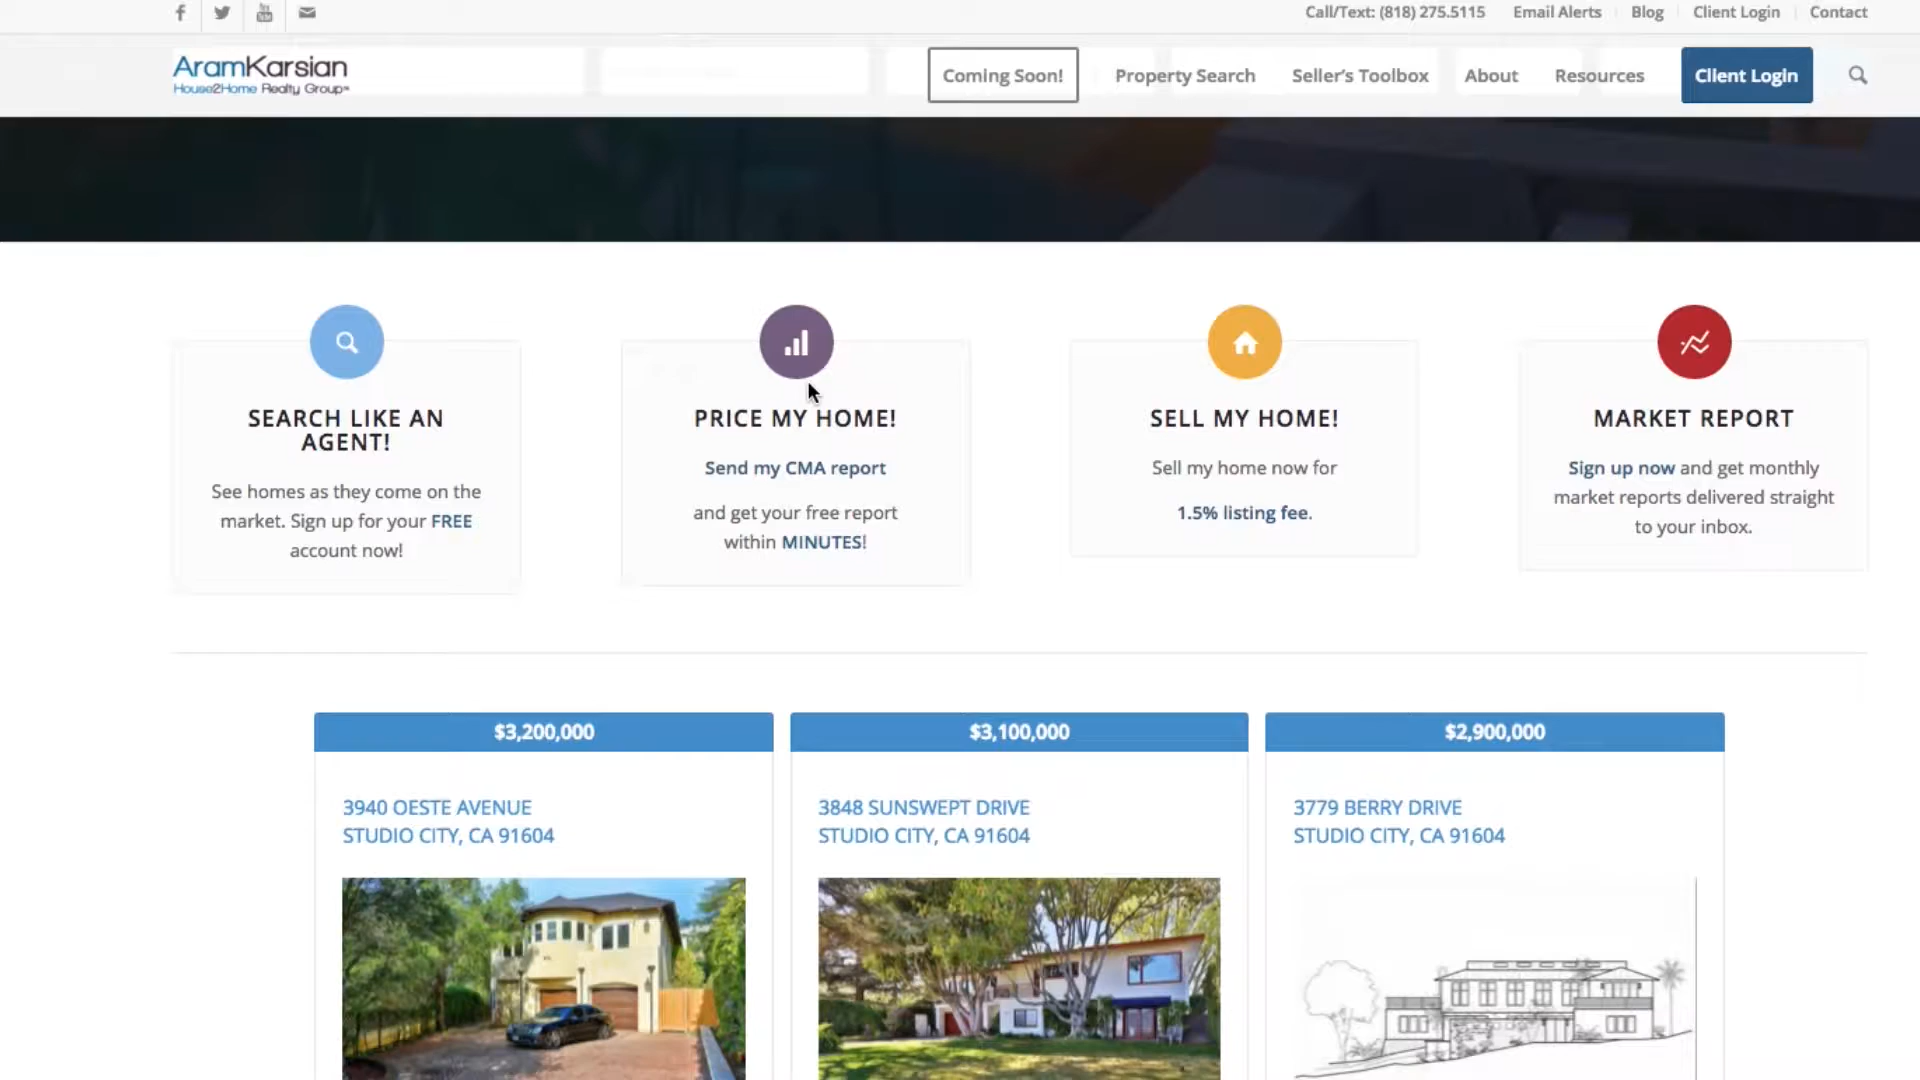 Call/Text: (818) 275.5115 Email Alerts Blog Client Login Contact
AramKarsian
House2Home Realty Group
Coming Soon! Property Search Seller's Toolbox About Resources Client Login
SEARCH LIKE AN
AGENT!
See homes as they come on the
market. Sign up for your FREE
account now!
PRICE MY HOME!
Send my CMA report
and get your free report
within MINUTES!
SELL MY HOME!
Sell my home now for
1.5% listing fee.
MARKET REPORT
Sign up now and get monthly
market reports delivered straight
to your inbox.
$3,200,000
3940 OESTE AVENUE
STUDIO CITY, CA 91604
$3,100,000
3848 SUNSWEPT DRIVE
STUDIO CITY, CA 91604
$2,900,000
3779 BERRY DRIVE
STUDIO CITY, CA 91604